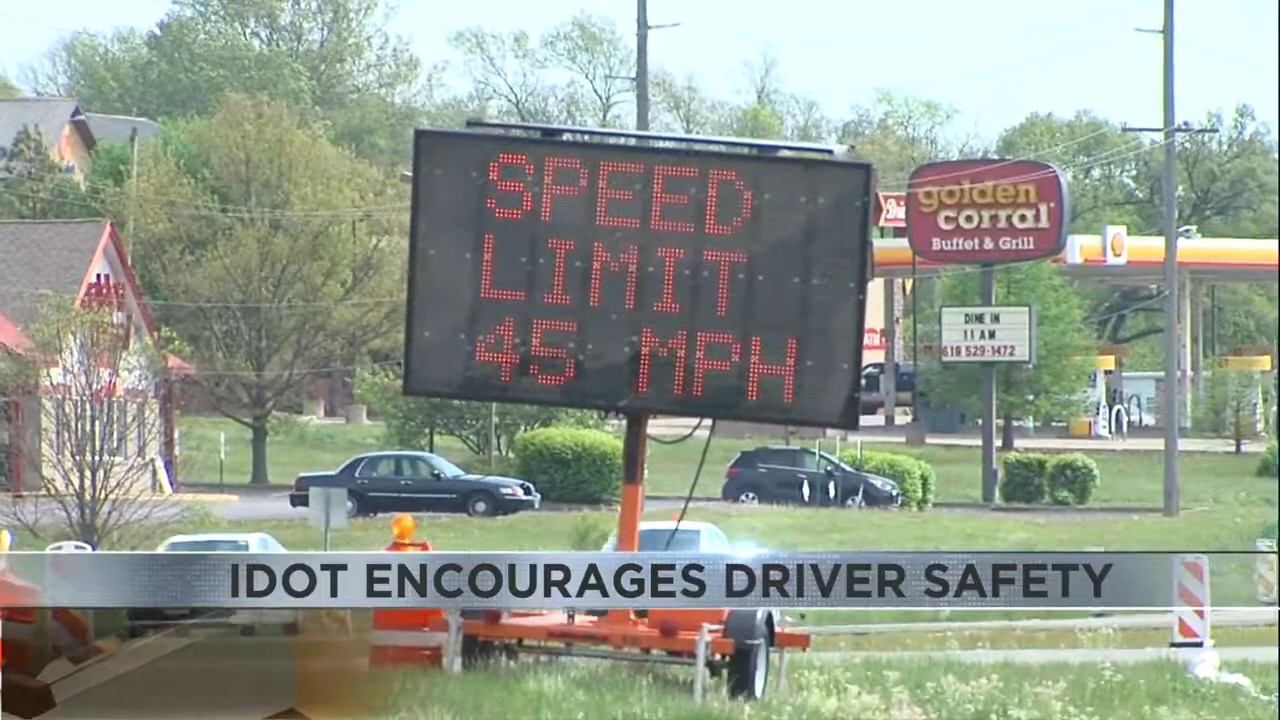 SPEED
LIMIT
45 MPH
golden
corral
Buffet & Grill
DINE IN
11 AM
618 529-1472
IDOT ENCOURAGES DRIVER SAFETY